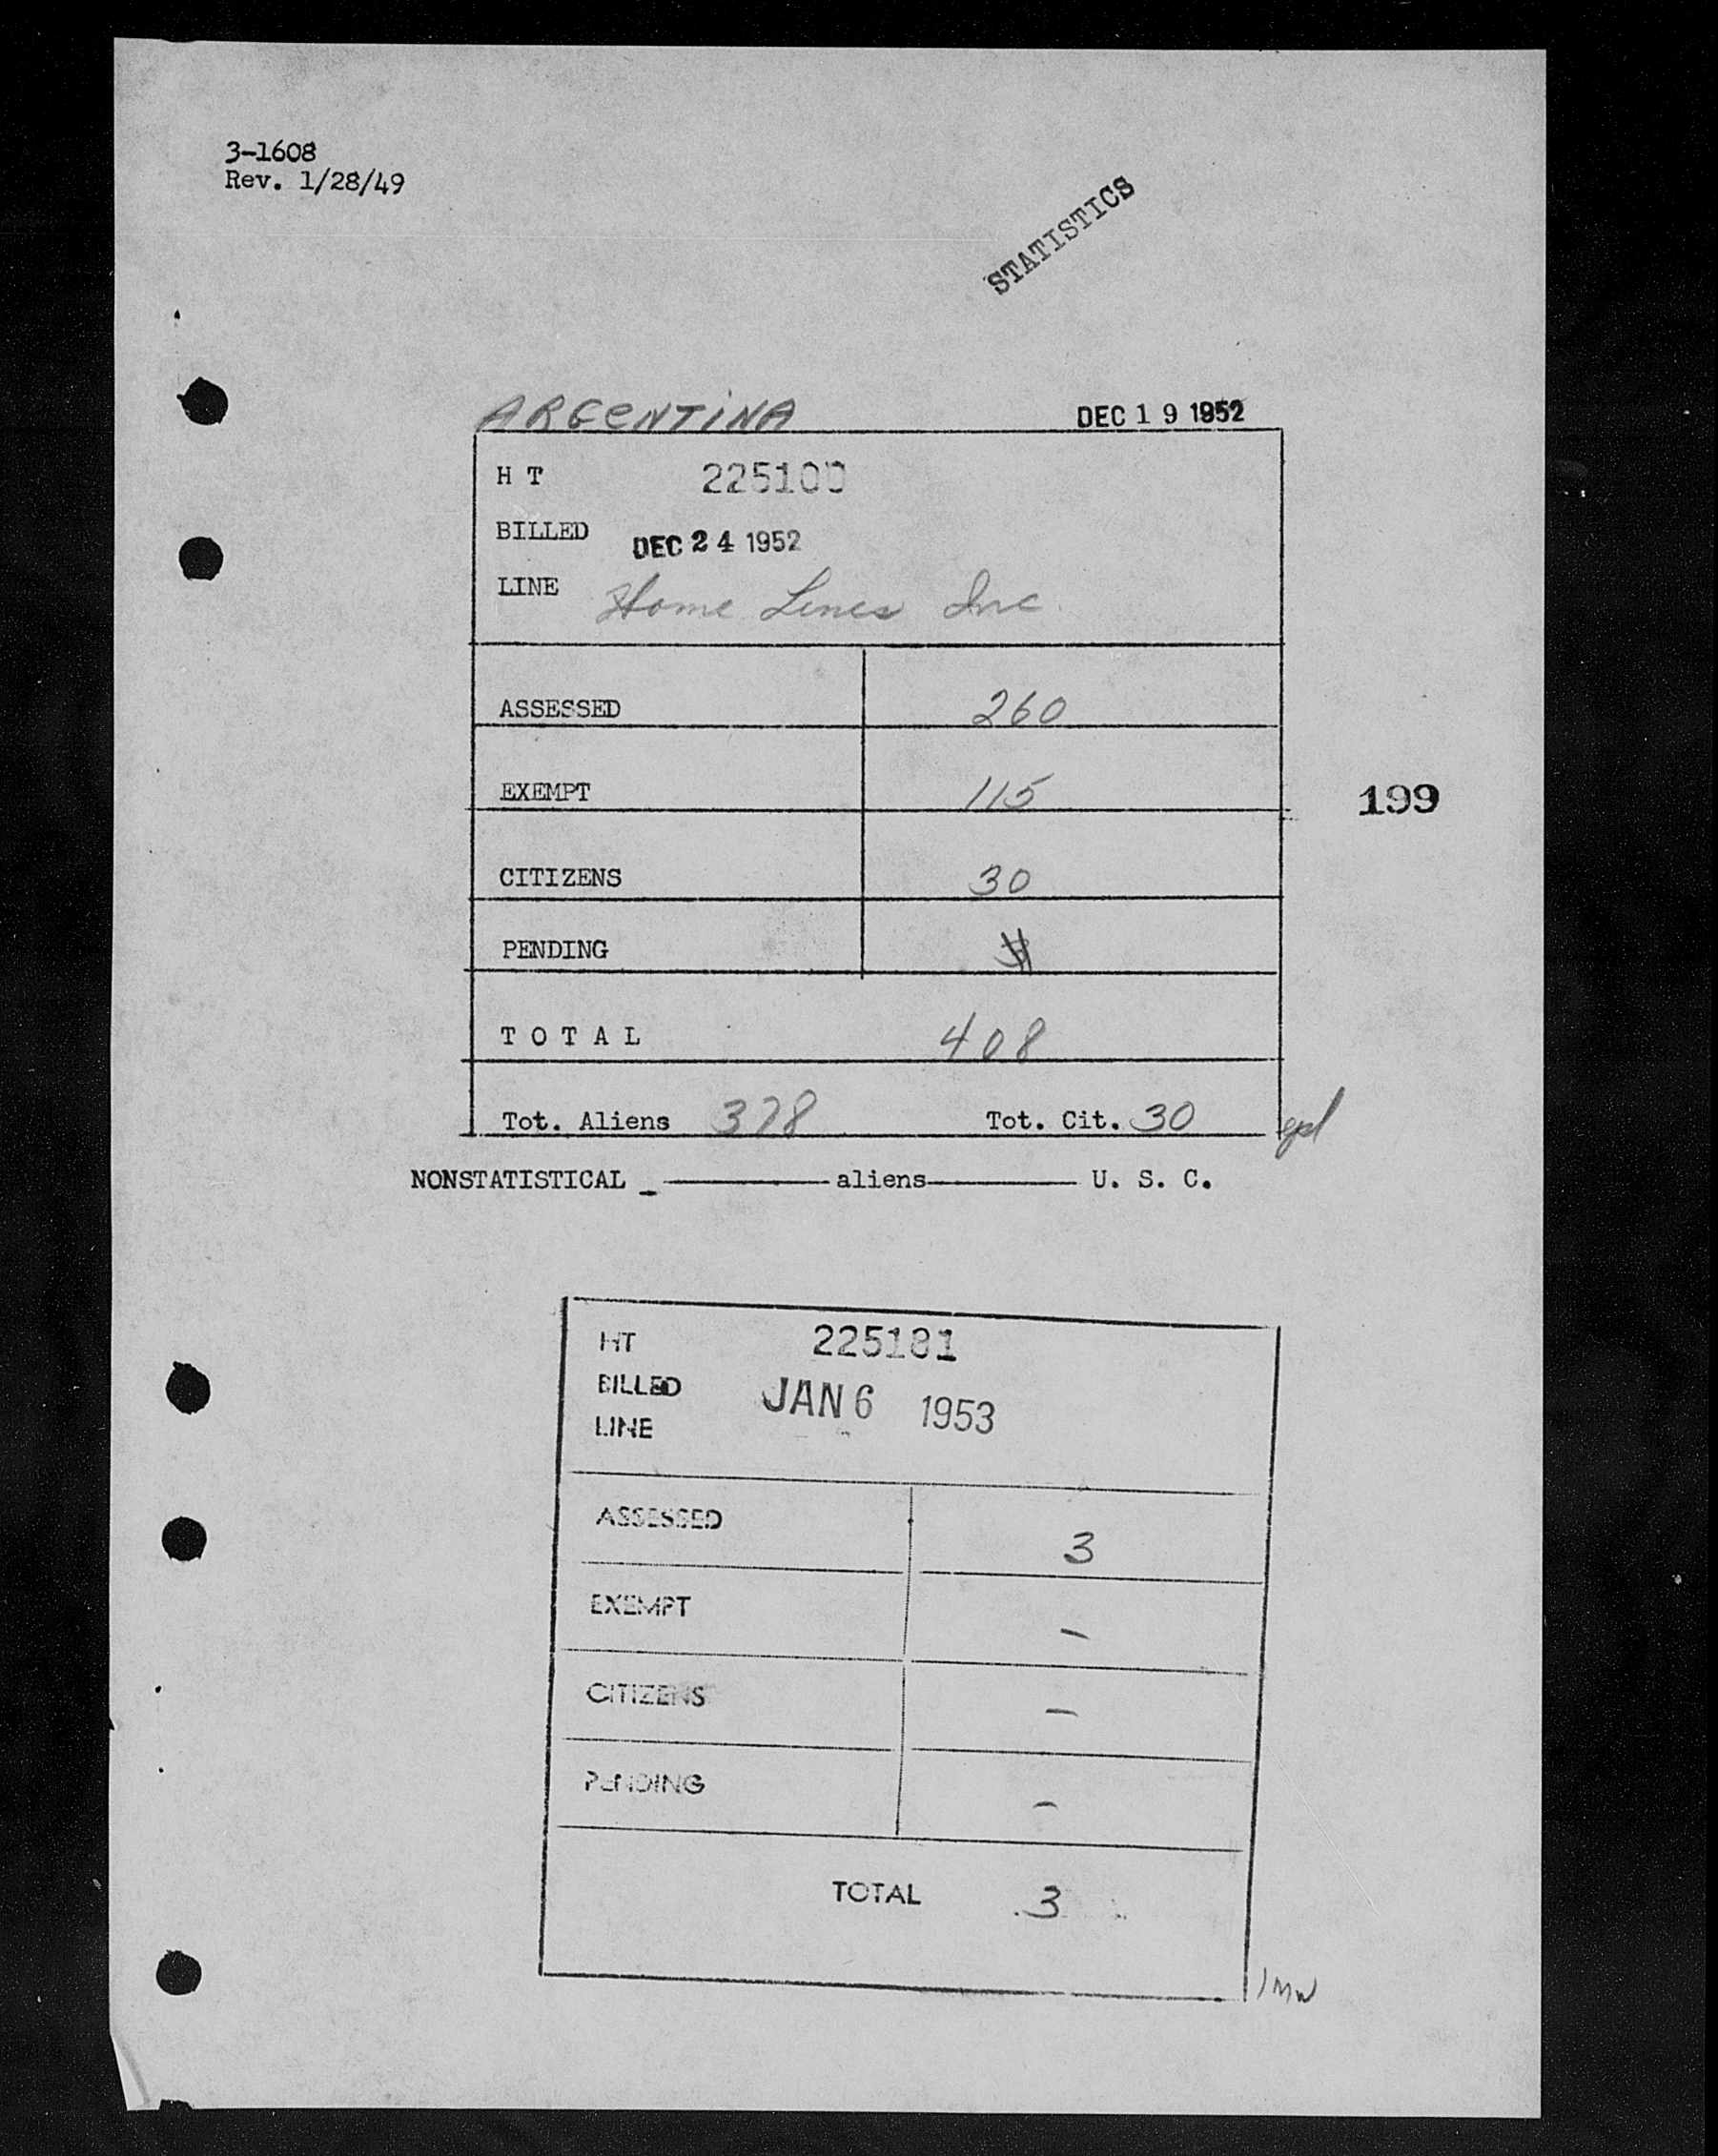 3-1608
Rev. 1/28/49
STATISTICS
ARGENTINA DEC 19 1952
H T 225100
BILLED DEC 24 1952
LINE Home Lines Inc.
ASSESSED 260
EXEMPT 115
199
CITIZENS 30
PENDING
T O T A L 408
Tot. Aliens 378 Tot. Cit. 30
NONSTATISTICAL _ ———— aliens ———— U. S. C.
HT 225181
BILLED JAN 6 1953
LINE
ASSESSED 3
EXEMPT –
CITIZENS –
PENDING –
TOTAL 3